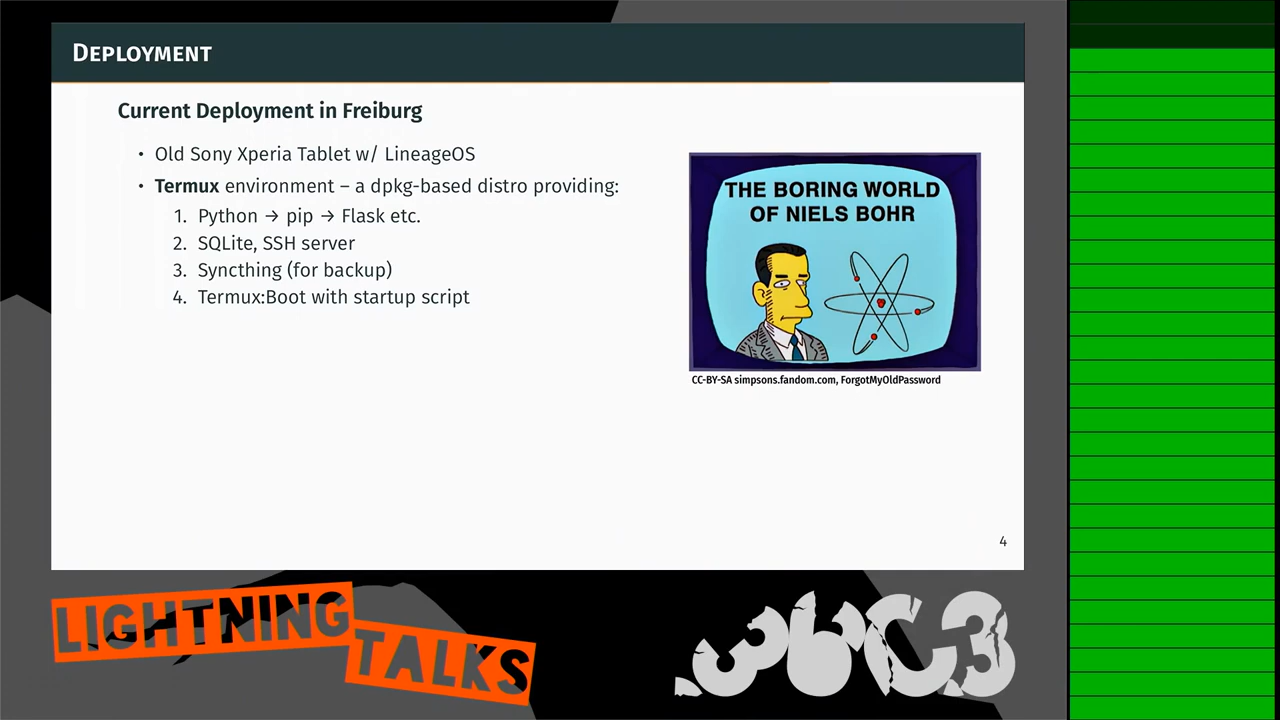 DEPLOYMENT
Current Deployment in Freiburg
• Old Sony Xperia Tablet w/ LineageOS
• Termux environment – a dpkg-based distro providing:
1. Python → pip → Flask etc.
2. SQLite, SSH server
3. Syncthing (for backup)
4. Termux:Boot with startup script
THE BORING WORLD
OF NIELS BOHR
CC-BY-SA simpsons.fandom.com, ForgotMyOldPassword
4
LIGHTNING
TALKS
36C3